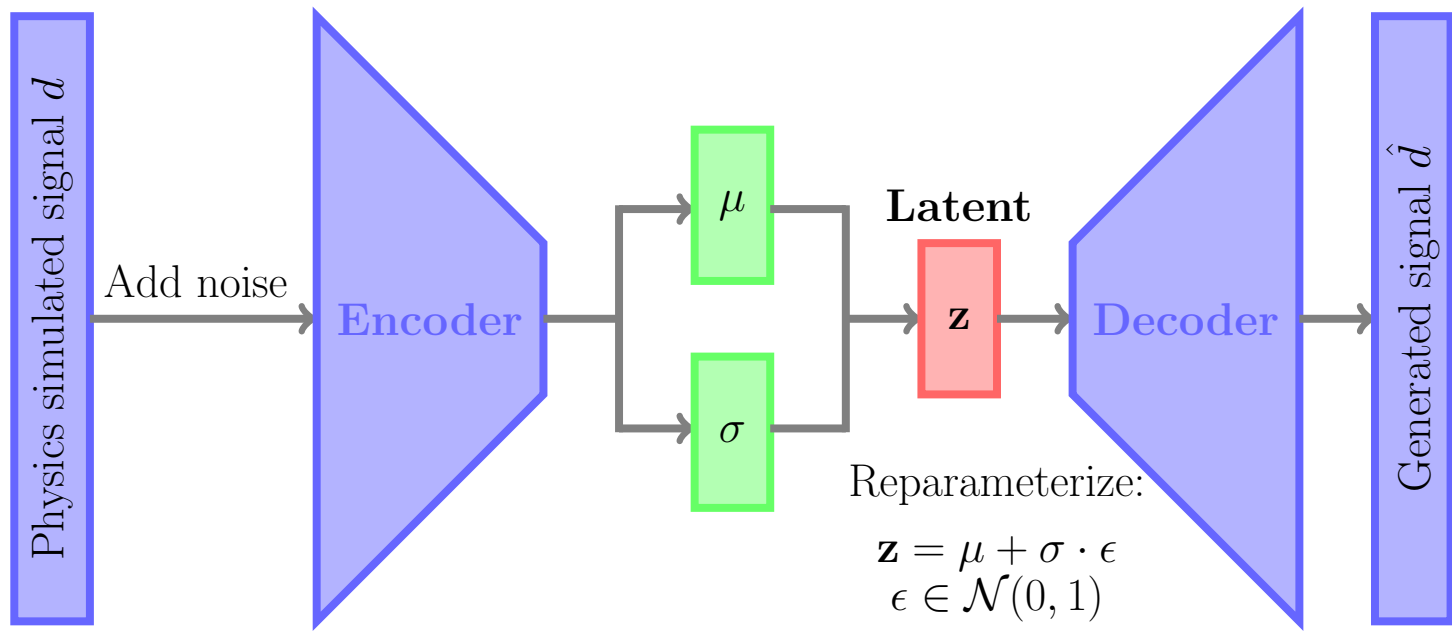 Physics simulated signal d
Add noise
Encoder
μ
σ
Latent
z
Reparameterize:
z = μ + σ · ϵ
ϵ ∈ 𝒩(0, 1)
Decoder
Generated signal d̂